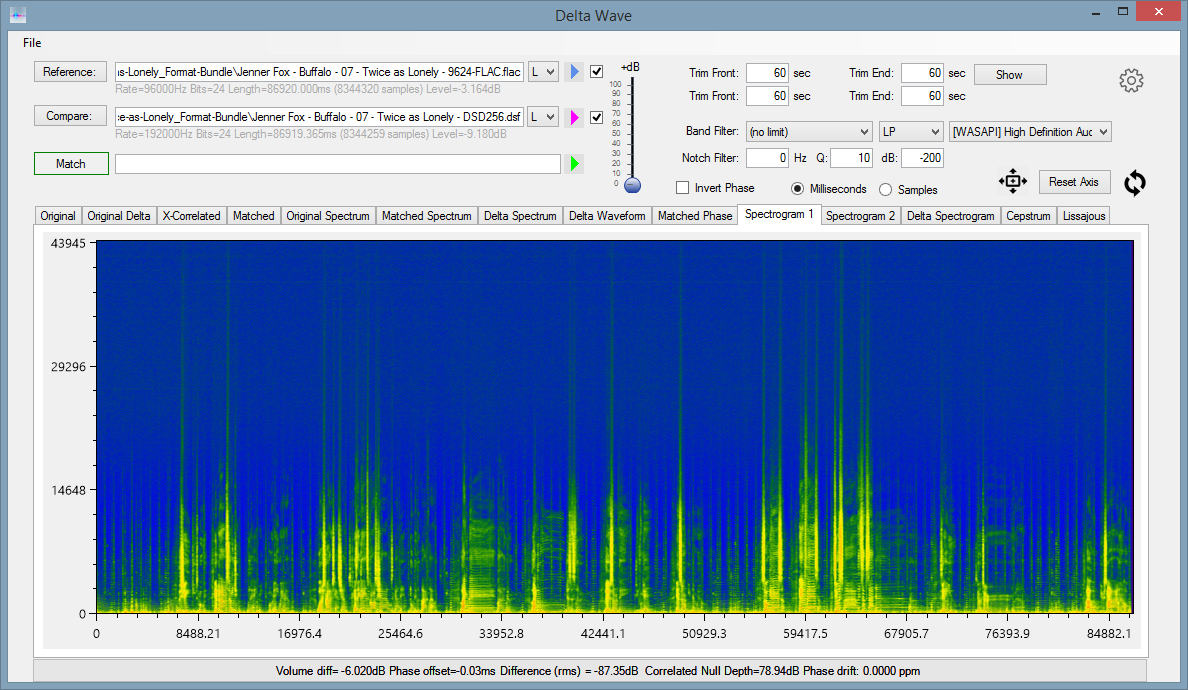 Delta Wave
File
Reference: as-Lonely_Format-Bundle\Jenner Fox - Buffalo - 07 - Twice as Lonely - 9624-FLAC.flac L
Rate=96000Hz Bits=24 Length=86920.000ms (8344320 samples) Level=-3.164dB
Compare: e-as-Lonely_Format-Bundle\Jenner Fox - Buffalo - 07 - Twice as Lonely - DSD256.dsf L
Rate=192000Hz Bits=24 Length=86919.365ms (8344259 samples) Level=-9.180dB
Match
+dB
100
90
80
70
60
50
40
30
20
10
0
Trim Front: 60 sec Trim End: 60 sec Show
Trim Front: 60 sec Trim End: 60 sec
Band Filter: (no limit) LP [WASAPI] High Definition Auc
Notch Filter: 0 Hz Q: 10 dB: -200
Invert Phase Milliseconds Samples Reset Axis
Original Original Delta X-Correlated Matched Original Spectrum Matched Spectrum Delta Spectrum Delta Waveform Matched Phase Spectrogram 1 Spectrogram 2 Delta Spectrogram Cepstrum Lissajous
43945
29296
14648
0
0 8488.21 16976.4 25464.6 33952.8 42441.1 50929.3 59417.5 67905.7 76393.9 84882.1
Volume diff= -6.020dB Phase offset=-0.03ms Difference (rms) = -87.35dB Correlated Null Depth=78.94dB Phase drift: 0.0000 ppm